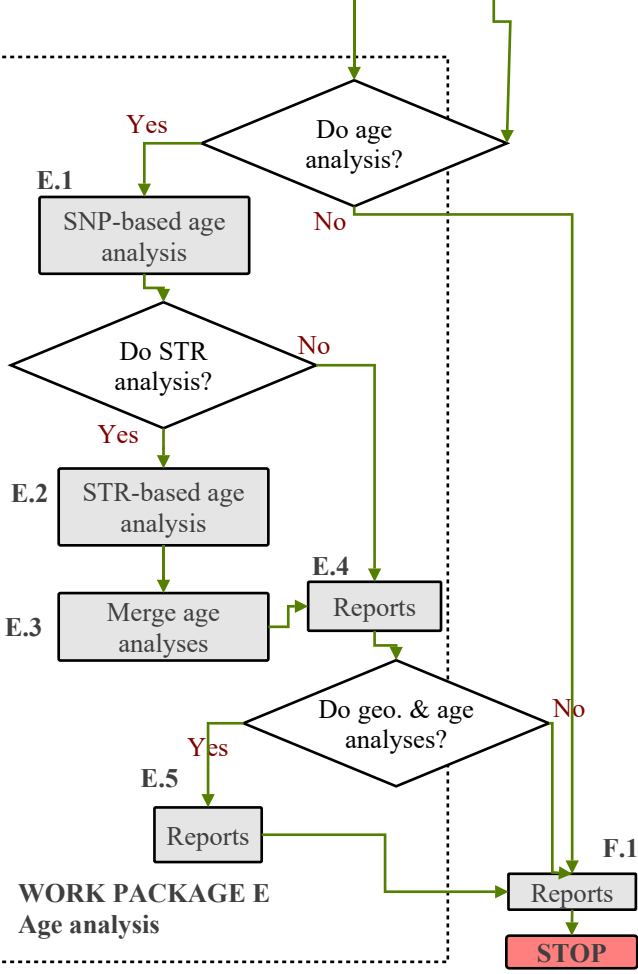 Do age
analysis?
Yes
No
E.1
SNP-based age
analysis
Do STR
analysis?
No
Yes
E.2
STR-based age
analysis
E.3
Merge age
analyses
E.4
Reports
Do geo. & age
analyses?
No
Yes
E.5
Reports
F.1
Reports
STOP
WORK PACKAGE E
Age analysis